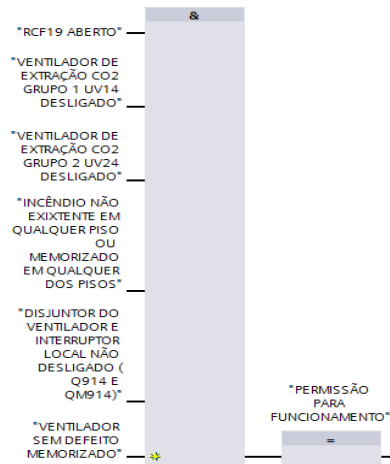 &
"RCF19 ABERTO"
"VENTILADOR DE
EXTRAÇÃO CO2
GRUPO 1 UV14
DESLIGADO"
"VENTILADOR DE
EXTRAÇÃO CO2
GRUPO 2 UV24
DESLIGADO"
"INCÊNDIO NÃO
EXIXTENTE EM
QUALQUER PISO
OU
MEMORIZADO
EM QUALQUER
DOS PISOS"
"DISJUNTOR DO
VENTILADOR E
INTERRUPTOR
LOCAL NÃO
DESLIGADO (
Q914 E
QM914)"
"VENTILADOR
SEM DEFEITO
MEMORIZADO"
"PERMISSÃO
PARA
FUNCIONAMENTO"
=